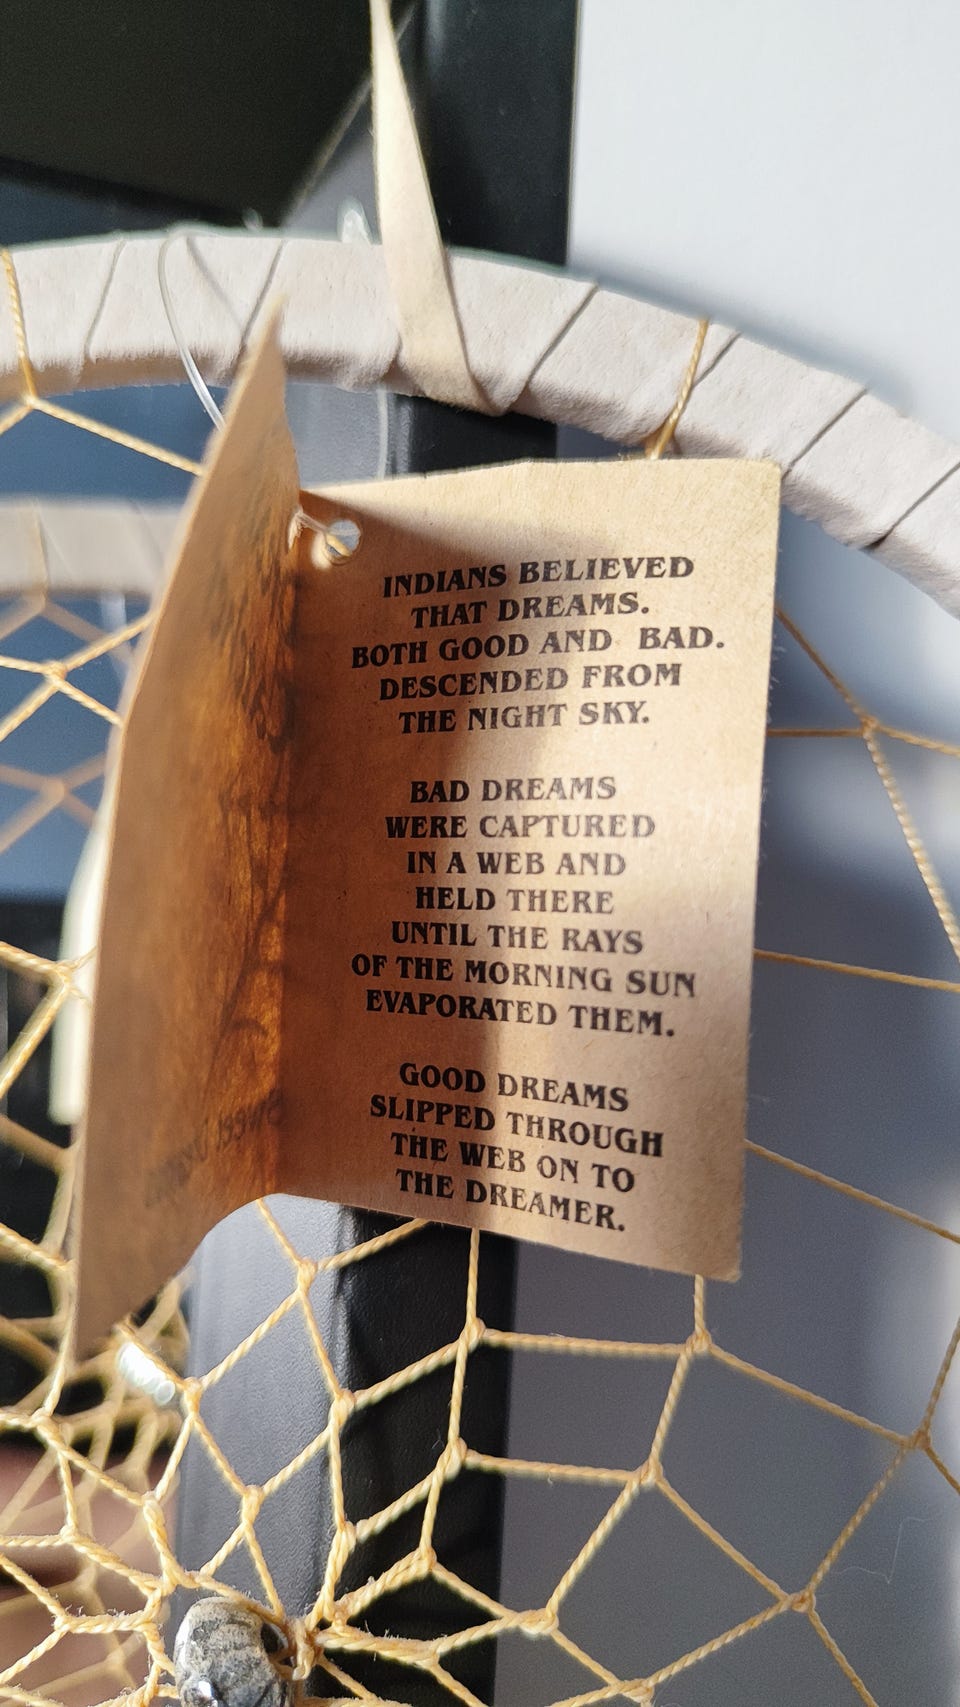 INDIANS BELIEVED
THAT DREAMS.
BOTH GOOD AND BAD.
DESCENDED FROM
THE NIGHT SKY.
BAD DREAMS
WERE CAPTURED
IN A WEB AND
HELD THERE
UNTIL THE RAYS
OF THE MORNING SUN
EVAPORATED THEM.
GOOD DREAMS
SLIPPED THROUGH
THE WEB ON TO
THE DREAMER.